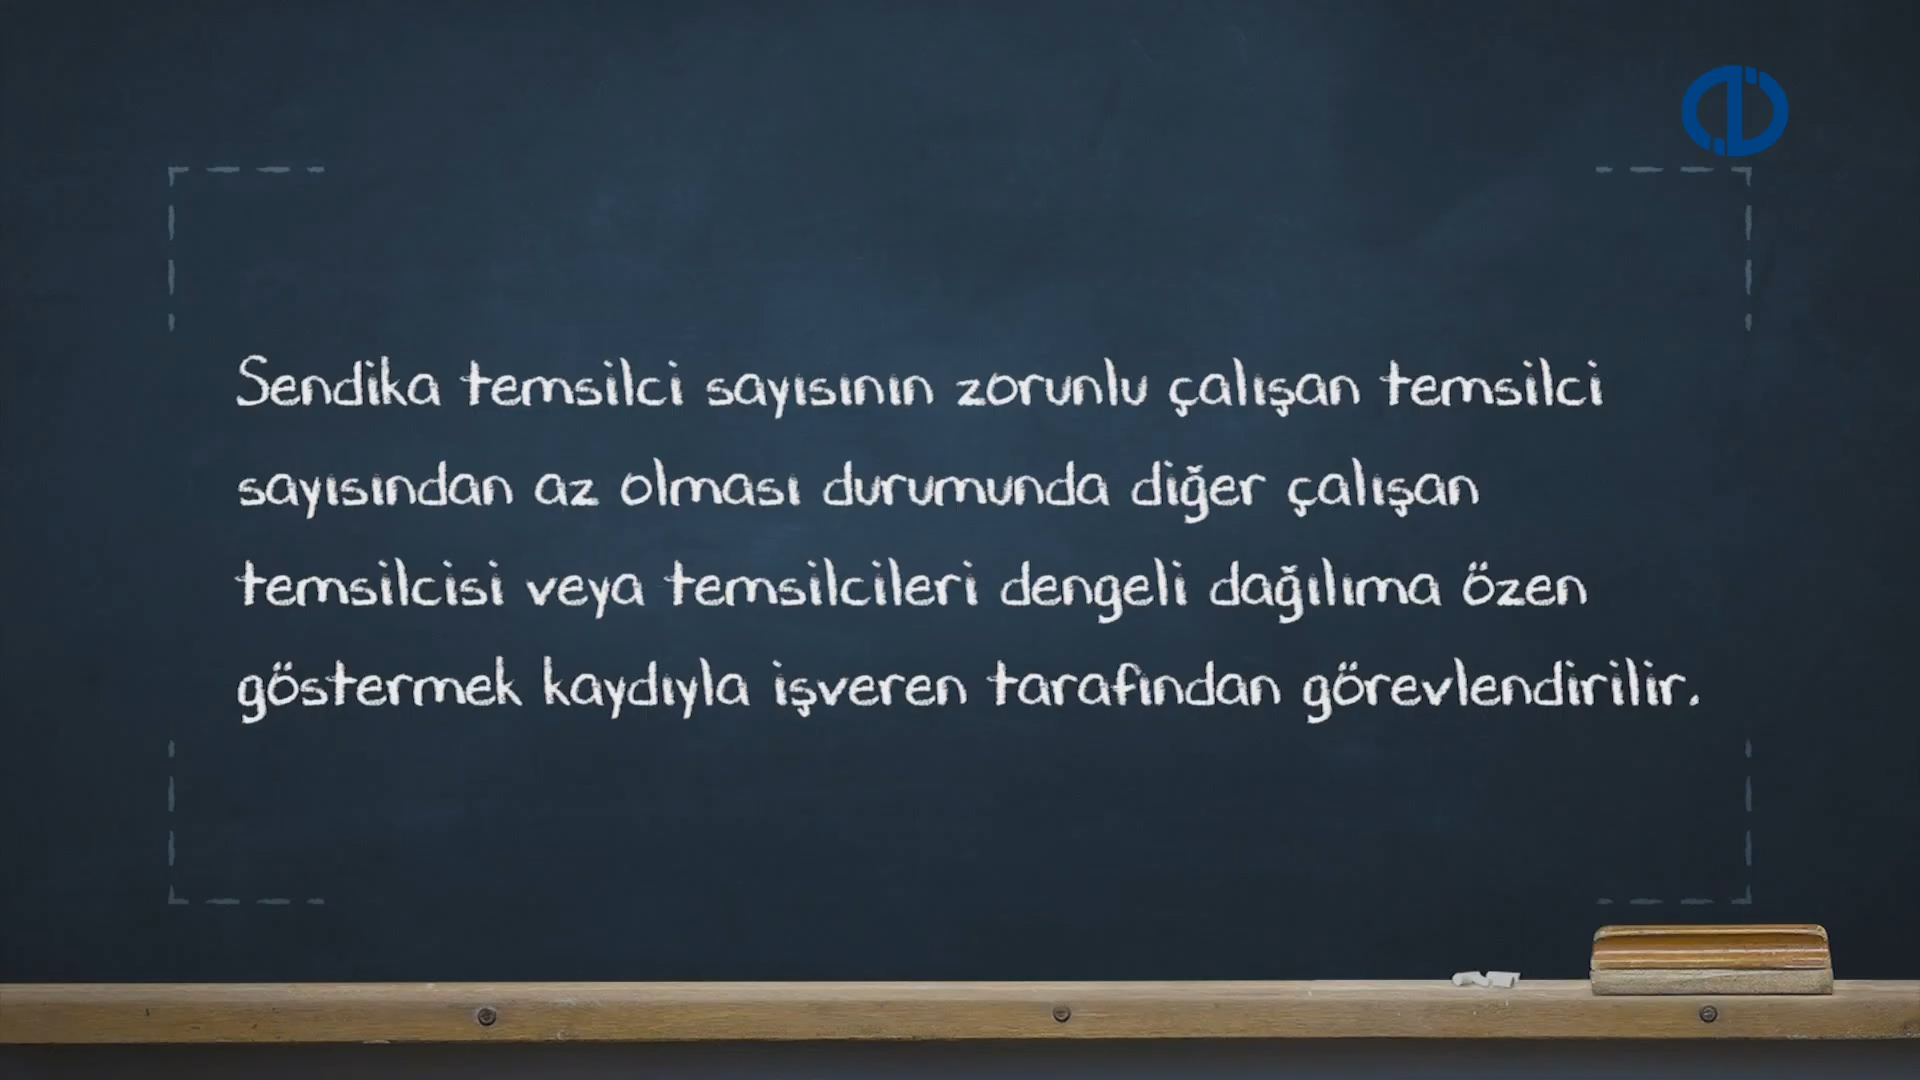 Sendika temsilci sayısının zorunlu çalışan temsilci
sayısından az olması durumunda diğer çalışan
temsilcisi veya temsilcileri dengeli dağılıma özen
göstermek kaydıyla işveren tarafından görevlendirilir.